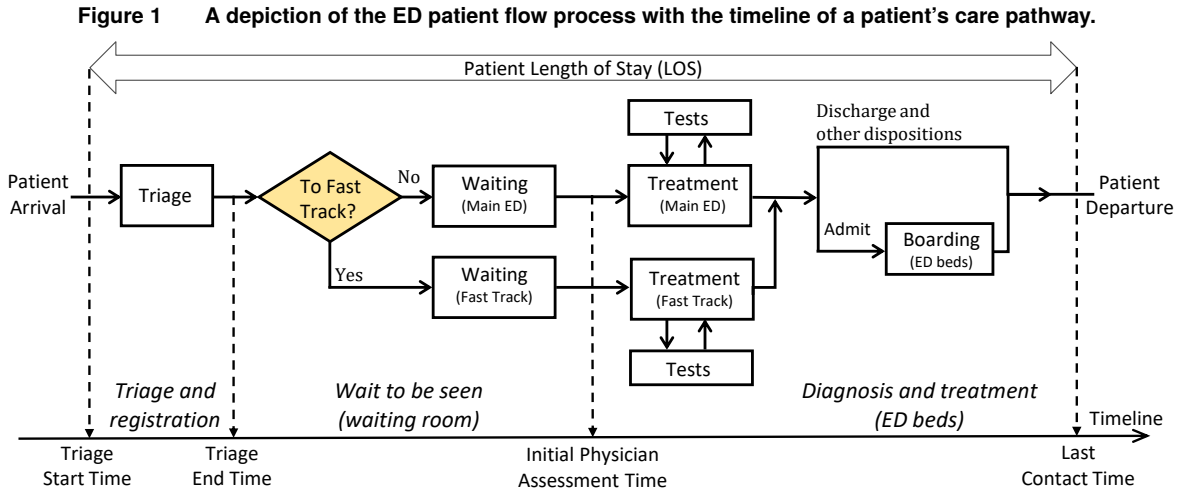 Figure 1 A depiction of the ED patient flow process with the timeline of a patient's care pathway.
Patient Length of Stay (LOS)
Patient
Arrival
Triage
To Fast
Track?
No
Yes
Waiting
(Main ED)
Waiting
(Fast Track)
Tests
Treatment
(Main ED)
Treatment
(Fast Track)
Tests
Discharge and
other dispositions
Admit
Boarding
(ED beds)
Patient
Departure
Triage and
registration
Wait to be seen
(waiting room)
Diagnosis and treatment
(ED beds)
Timeline
Triage
Start Time
Triage
End Time
Initial Physician
Assessment Time
Last
Contact Time